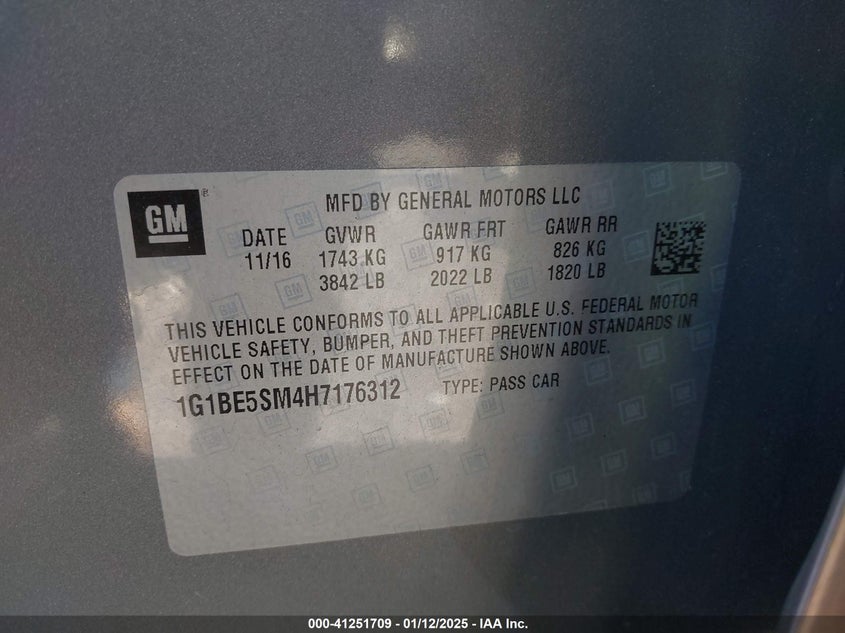 GM®
MFD BY GENERAL MOTORS LLC
DATE GVWR GAWR FRT GAWR RR
11/16 1743 KG 917 KG 826 KG
3842 LB 2022 LB 1820 LB
THIS VEHICLE CONFORMS TO ALL APPLICABLE U.S. FEDERAL MOTOR
VEHICLE SAFETY, BUMPER, AND THEFT PREVENTION STANDARDS IN
EFFECT ON THE DATE OF MANUFACTURE SHOWN ABOVE.
1G1BE5SM4H7176312 TYPE: PASS CAR
000-41251709 - 01/12/2025 - IAA Inc.